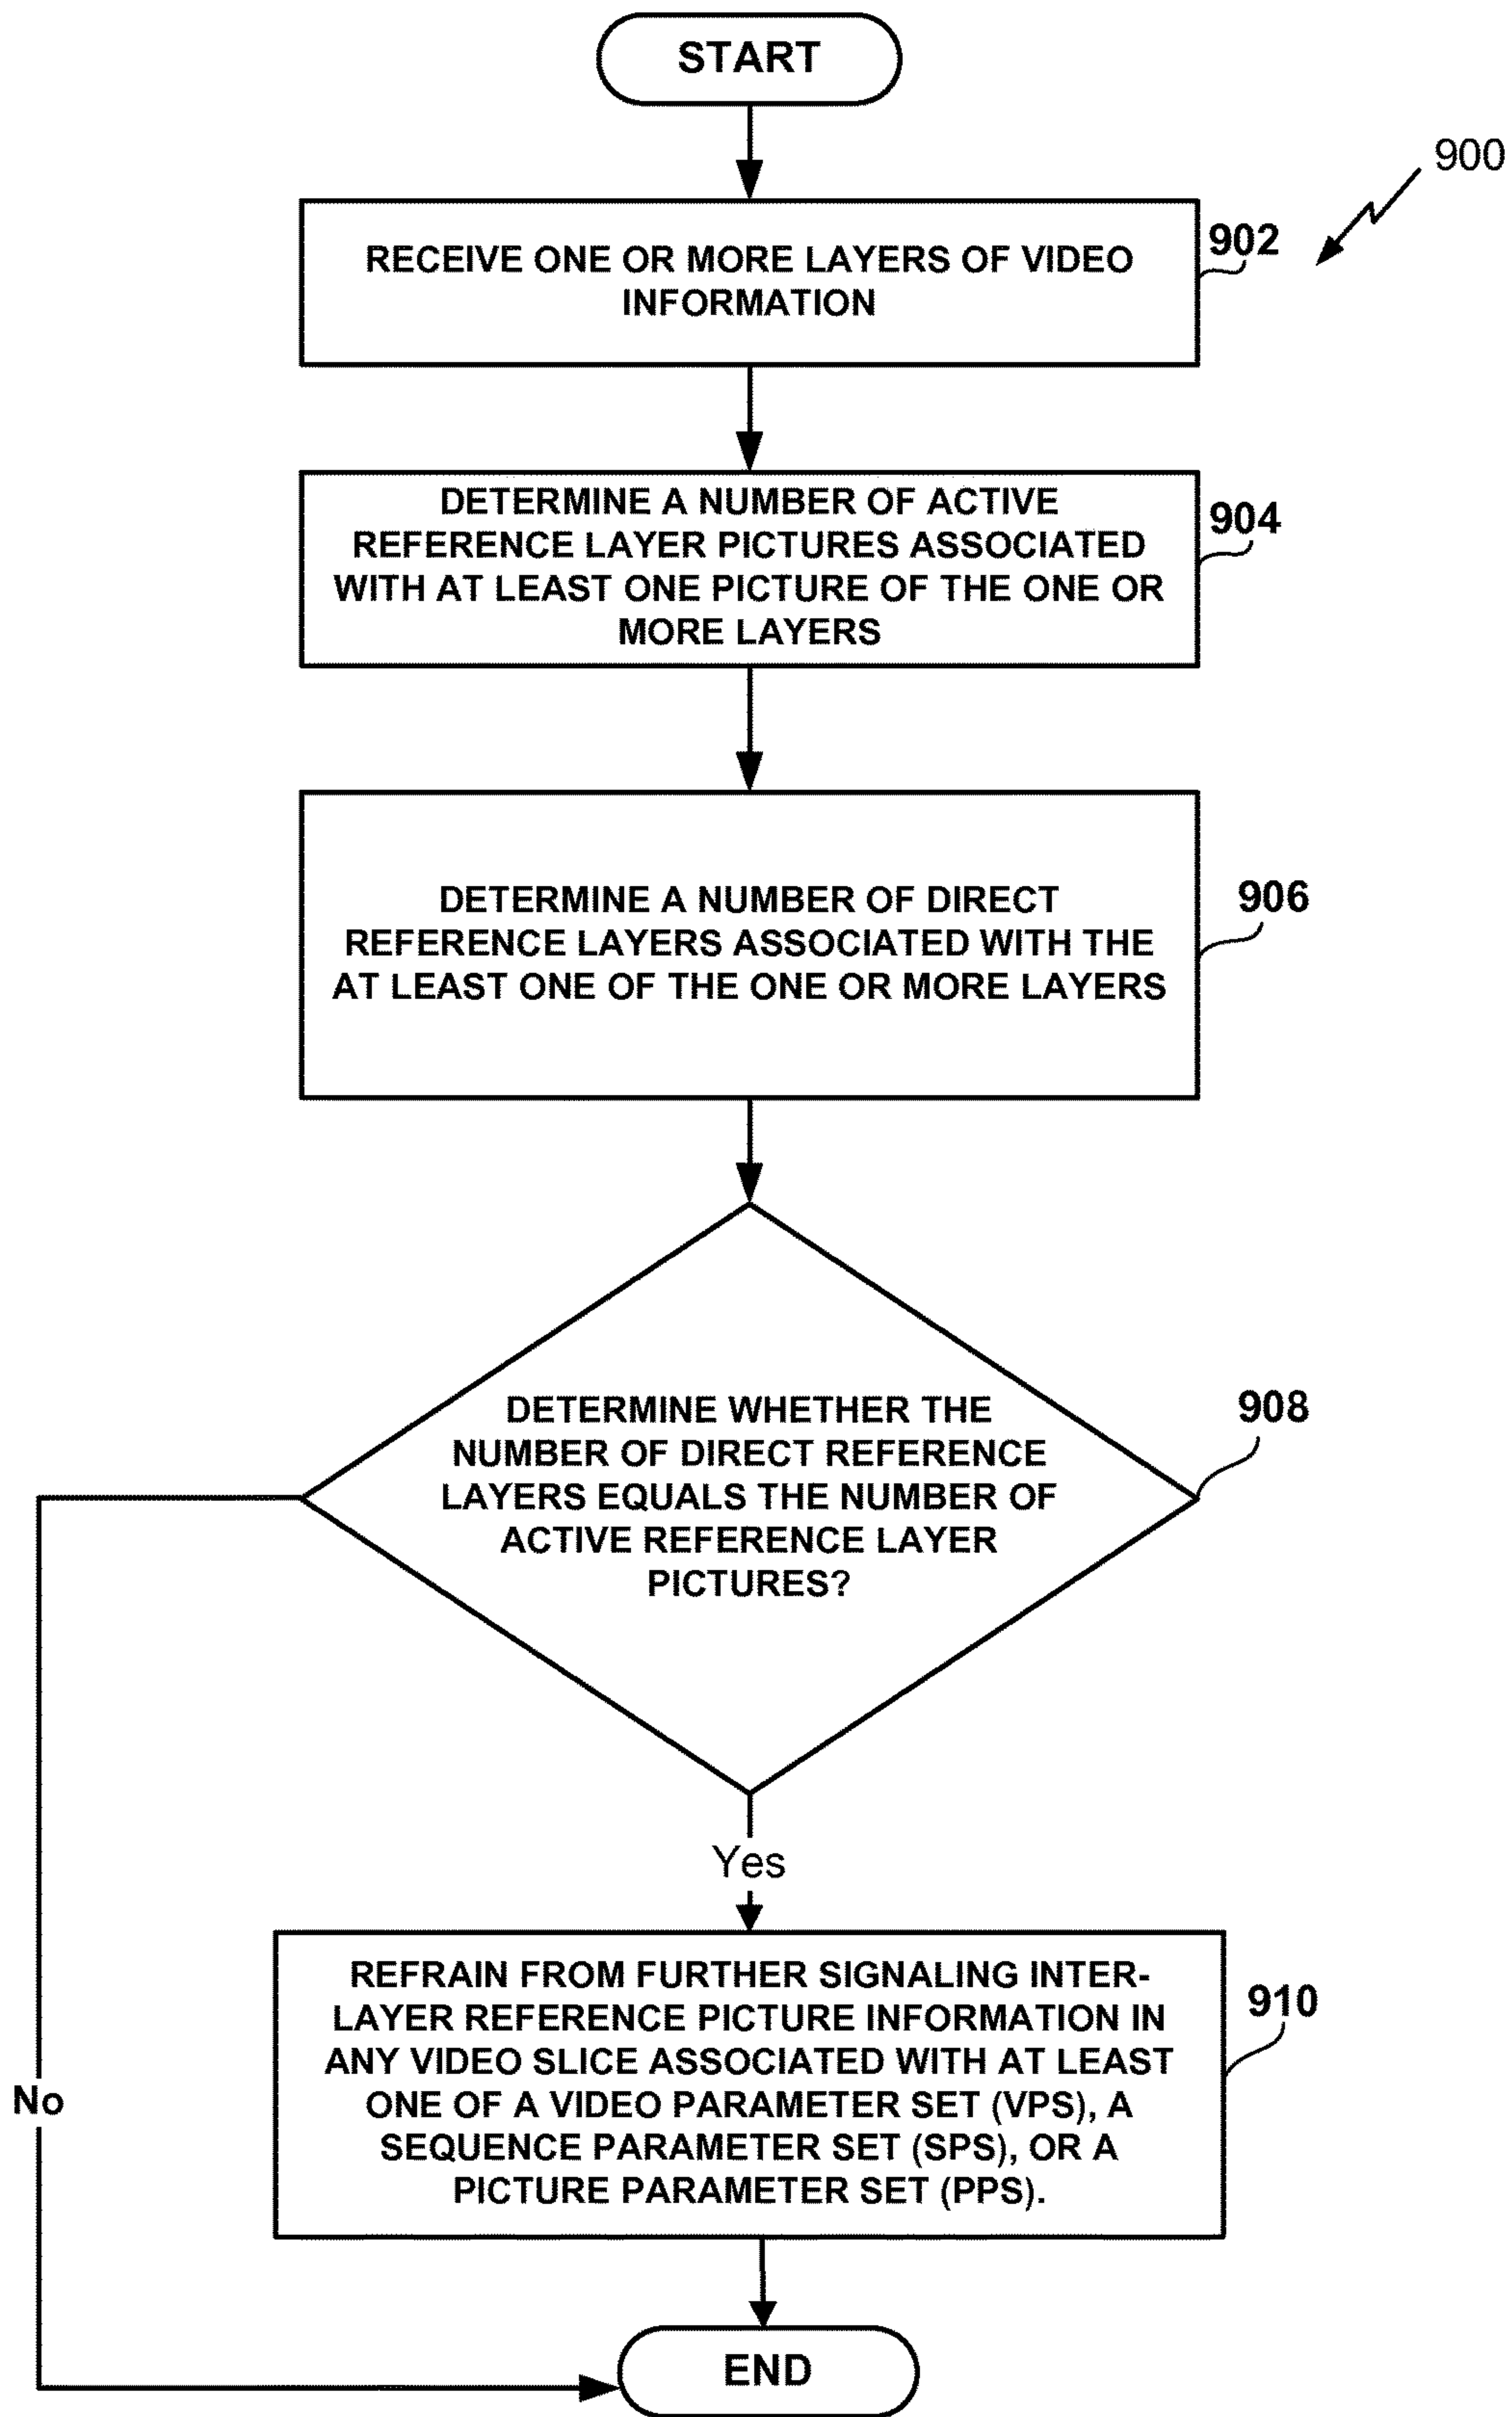 START
900
RECEIVE ONE OR MORE LAYERS OF VIDEO
INFORMATION
902
DETERMINE A NUMBER OF ACTIVE
REFERENCE LAYER PICTURES ASSOCIATED
WITH AT LEAST ONE PICTURE OF THE ONE OR
MORE LAYERS
904
DETERMINE A NUMBER OF DIRECT
REFERENCE LAYERS ASSOCIATED WITH THE
AT LEAST ONE OF THE ONE OR MORE LAYERS
906
DETERMINE WHETHER THE
NUMBER OF DIRECT REFERENCE
LAYERS EQUALS THE NUMBER OF
ACTIVE REFERENCE LAYER
PICTURES?
908
Yes
REFRAIN FROM FURTHER SIGNALING INTER-
LAYER REFERENCE PICTURE INFORMATION IN
ANY VIDEO SLICE ASSOCIATED WITH AT LEAST
ONE OF A VIDEO PARAMETER SET (VPS), A
SEQUENCE PARAMETER SET (SPS), OR A
PICTURE PARAMETER SET (PPS).
910
No
END